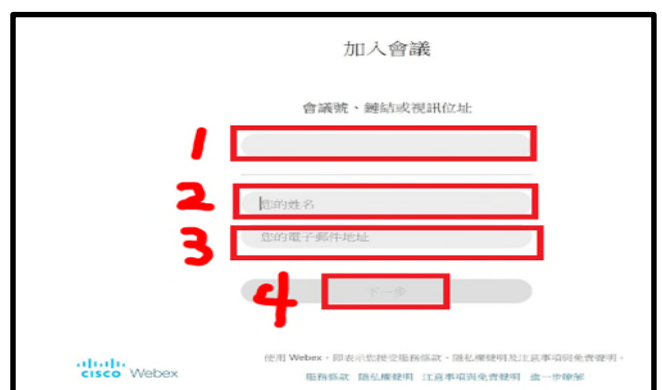 加入會議
會議號、鏈結或視訊位址
1
2 您的姓名
3 您的電子郵件地址
4 下一步
使用 Webex，即表示您接受服務條款、隱私權聲明及注意事項與免責聲明。
服務條款 隱私權聲明 注意事項與免責聲明 進一步瞭解
CISCO Webex